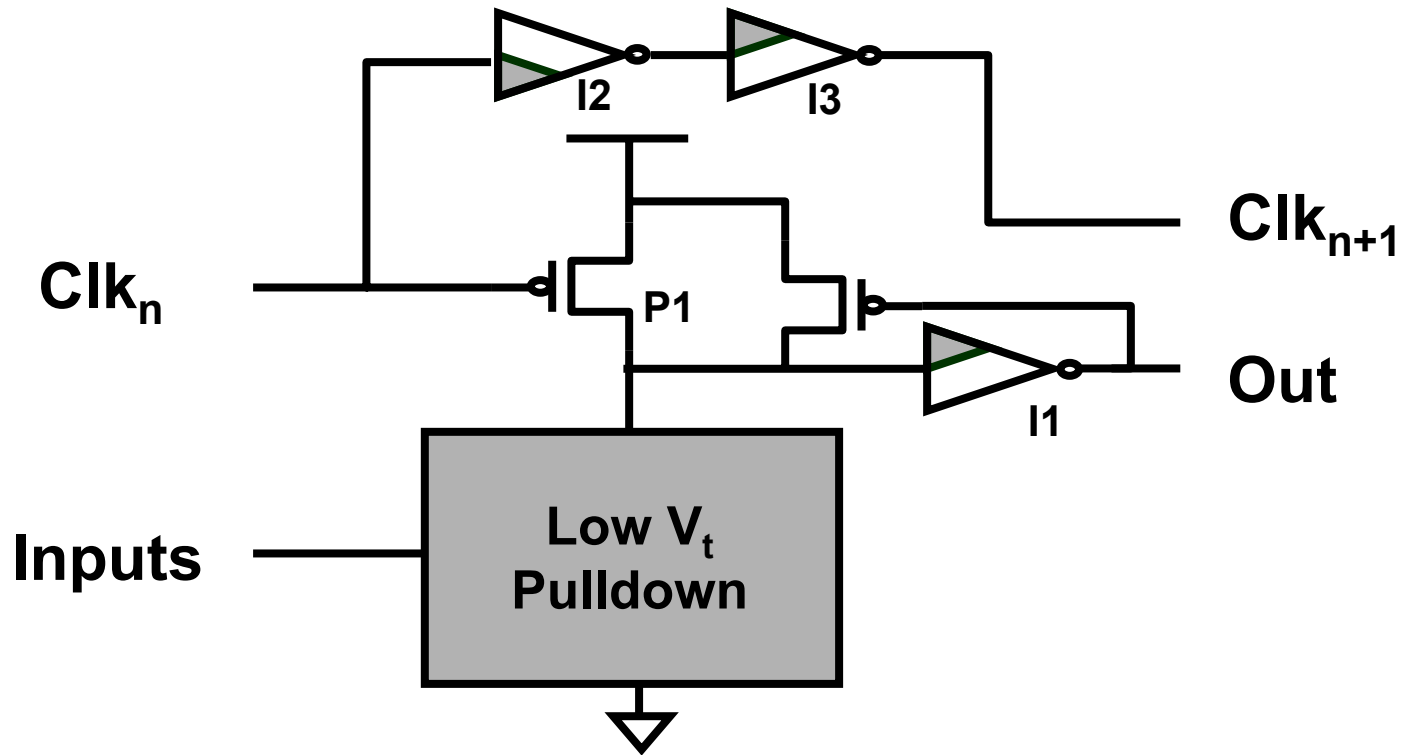 I2
I3
Clkₙ₊₁
Clkₙ
P1
Out
I1
Low Vₜ
Pulldown
Inputs